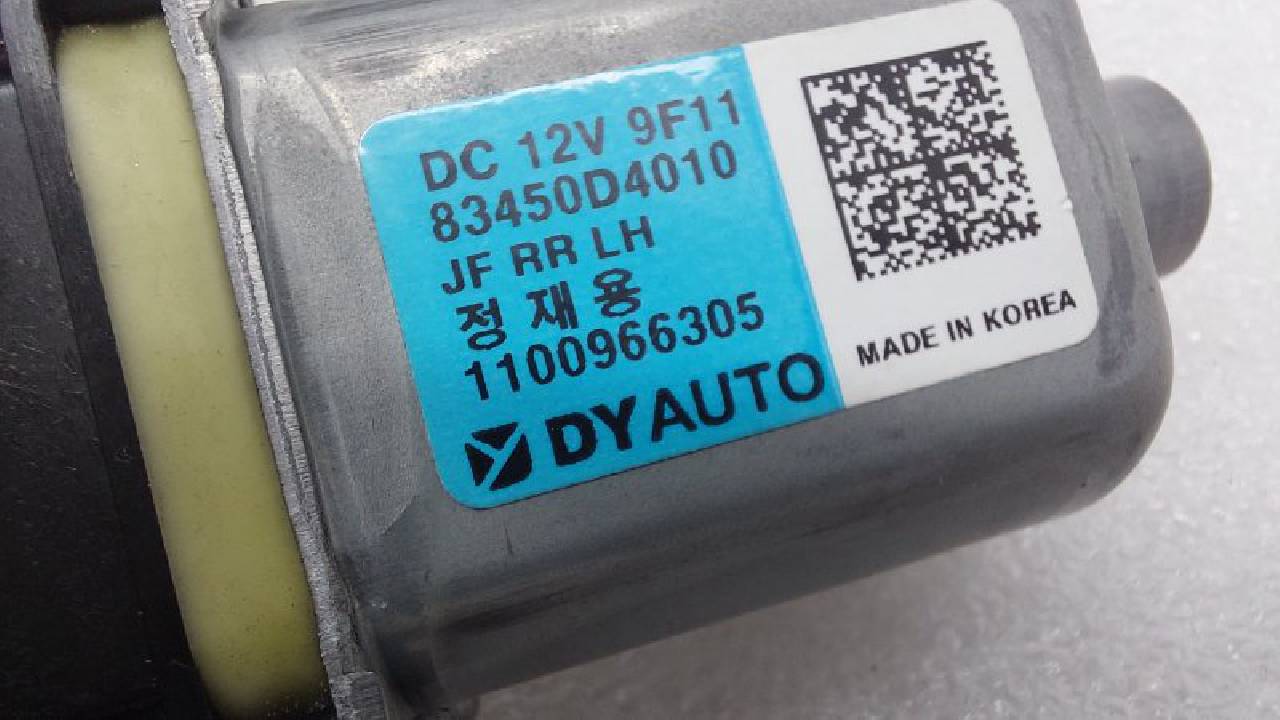 DC 12V 9F11
83450D4010
JF RR LH
정 재 용
1100966305
DYAUTO
MADE IN KOREA